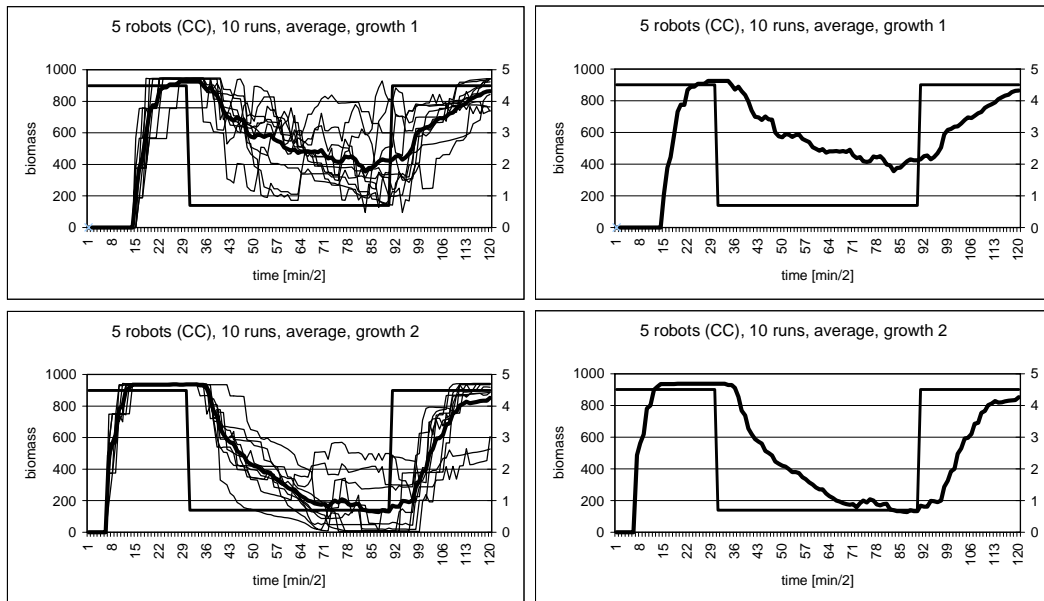 5 robots (CC), 10 runs, average, growth 1
1000 800 600 400 200 0
biomass
5 4 3 2 1 0
1 8 15 22 29 36 43 50 57 64 71 78 85 92 99 106 113 120
time [min/2]
5 robots (CC), 10 runs, average, growth 1
1000 800 600 400 200 0
biomass
5 4 3 2 1 0
1 8 15 22 29 36 43 50 57 64 71 78 85 92 99 106 113 120
time [min/2]
5 robots (CC), 10 runs, average, growth 2
1000 800 600 400 200 0
biomass
5 4 3 2 1 0
1 8 15 22 29 36 43 50 57 64 71 78 85 92 99 106 113 120
time [min/2]
5 robots (CC), 10 runs, average, growth 2
1000 800 600 400 200 0
biomass
5 4 3 2 1 0
1 8 15 22 29 36 43 50 57 64 71 78 85 92 99 106 113 120
time [min/2]